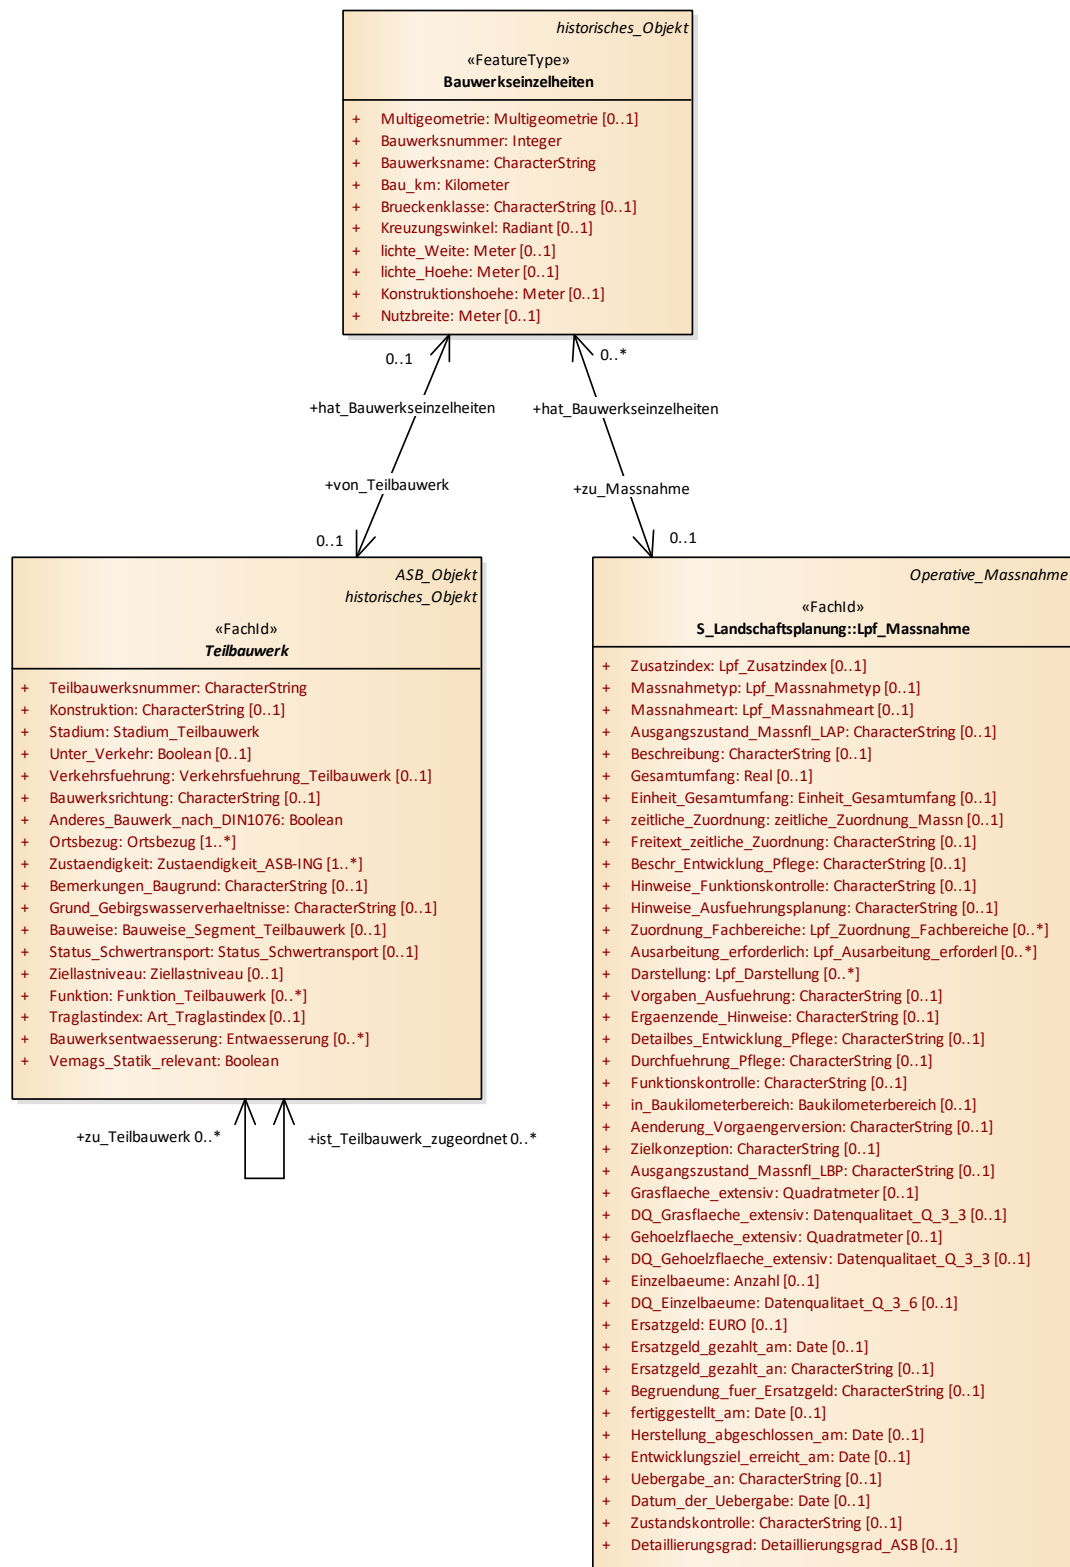 historisches_Objekt
«FeatureType»
Bauwerkseinzelheiten
+ Multigeometrie: Multigeometrie [0..1]
+ Bauwerksnummer: Integer
+ Bauwerksname: CharacterString
+ Bau_km: Kilometer
+ Brueckenklasse: CharacterString [0..1]
+ Kreuzungswinkel: Radiant [0..1]
+ lichte_Weite: Meter [0..1]
+ lichte_Hoehe: Meter [0..1]
+ Konstruktionshoehe: Meter [0..1]
+ Nutzbreite: Meter [0..1]
0..1
0..*
+hat_Bauwerkseinzelheiten
+hat_Bauwerkseinzelheiten
+von_Teilbauwerk
+zu_Massnahme
0..1
0..1
ASB_Objekt
historisches_Objekt
«FachId»
Teilbauwerk
+ Teilbauwerksnummer: CharacterString
+ Konstruktion: CharacterString [0..1]
+ Stadium: Stadium_Teilbauwerk
+ Unter_Verkehr: Boolean [0..1]
+ Verkehrsfuehrung: Verkehrsfuehrung_Teilbauwerk [0..1]
+ Bauwerksrichtung: CharacterString [0..1]
+ Anderes_Bauwerk_nach_DIN1076: Boolean
+ Ortsbezug: Ortsbezug [1..*]
+ Zustaendigkeit: Zustaendigkeit_ASB-ING [1..*]
+ Bemerkungen_Baugrund: CharacterString [0..1]
+ Grund_Gebirgswasserverhaeltnisse: CharacterString [0..1]
+ Bauweise: Bauweise_Segment_Teilbauwerk [0..1]
+ Status_Schwertransport: Status_Schwertransport [0..1]
+ Ziellastniveau: Ziellastniveau [0..1]
+ Funktion: Funktion_Teilbauwerk [0..*]
+ Traglastindex: Art_Traglastindex [0..1]
+ Bauwerksentwaesserung: Entwaesserung [0..*]
+ Vemags_Statik_relevant: Boolean
+zu_Teilbauwerk 0..*
+ist_Teilbauwerk_zugeordnet 0..*
Operative_Massnahme
«FachId»
S_Landschaftsplanung::Lpf_Massnahme
+ Zusatzindex: Lpf_Zusatzindex [0..1]
+ Massnahmetyp: Lpf_Massnahmetyp [0..1]
+ Massnahmeart: Lpf_Massnahmeart [0..1]
+ Ausgangszustand_Massnfl_LAP: CharacterString [0..1]
+ Beschreibung: CharacterString [0..1]
+ Gesamtumfang: Real [0..1]
+ Einheit_Gesamtumfang: Einheit_Gesamtumfang [0..1]
+ zeitliche_Zuordnung: zeitliche_Zuordnung_Massn [0..1]
+ Freitext_zeitliche_Zuordnung: CharacterString [0..1]
+ Beschr_Entwicklung_Pflege: CharacterString [0..1]
+ Hinweise_Funktionskontrolle: CharacterString [0..1]
+ Hinweise_Ausfuehrungsplanung: CharacterString [0..1]
+ Zuordnung_Fachbereiche: Lpf_Zuordnung_Fachbereiche [0..*]
+ Ausarbeitung_erforderlich: Lpf_Ausarbeitung_erforderl [0..*]
+ Darstellung: Lpf_Darstellung [0..*]
+ Vorgaben_Ausfuehrung: CharacterString [0..1]
+ Ergaenzende_Hinweise: CharacterString [0..1]
+ Detailbes_Entwicklung_Pflege: CharacterString [0..1]
+ Durchfuehrung_Pflege: CharacterString [0..1]
+ Funktionskontrolle: CharacterString [0..1]
+ in_Baukilometerbereich: Baukilometerbereich [0..1]
+ Aenderung_Vorgaengerversion: CharacterString [0..1]
+ Zielkonzeption: CharacterString [0..1]
+ Ausgangszustand_Massnfl_LBP: CharacterString [0..1]
+ Grasflaeche_extensiv: Quadratmeter [0..1]
+ DQ_Grasflaeche_extensiv: Datenqualitaet_Q_3_3 [0..1]
+ Gehoelzflaeche_extensiv: Quadratmeter [0..1]
+ DQ_Gehoelzflaeche_extensiv: Datenqualitaet_Q_3_3 [0..1]
+ Einzelbaeume: Anzahl [0..1]
+ DQ_Einzelbaeume: Datenqualitaet_Q_3_6 [0..1]
+ Ersatzgeld: EURO [0..1]
+ Ersatzgeld_gezahlt_am: Date [0..1]
+ Ersatzgeld_gezahlt_an: CharacterString [0..1]
+ Begruendung_fuer_Ersatzgeld: CharacterString [0..1]
+ fertiggestellt_am: Date [0..1]
+ Herstellung_abgeschlossen_am: Date [0..1]
+ Entwicklungsziel_erreicht_am: Date [0..1]
+ Uebergabe_an: CharacterString [0..1]
+ Datum_der_Uebergabe: Date [0..1]
+ Zustandskontrolle: CharacterString [0..1]
+ Detaillierungsgrad: Detaillierungsgrad_ASB [0..1]